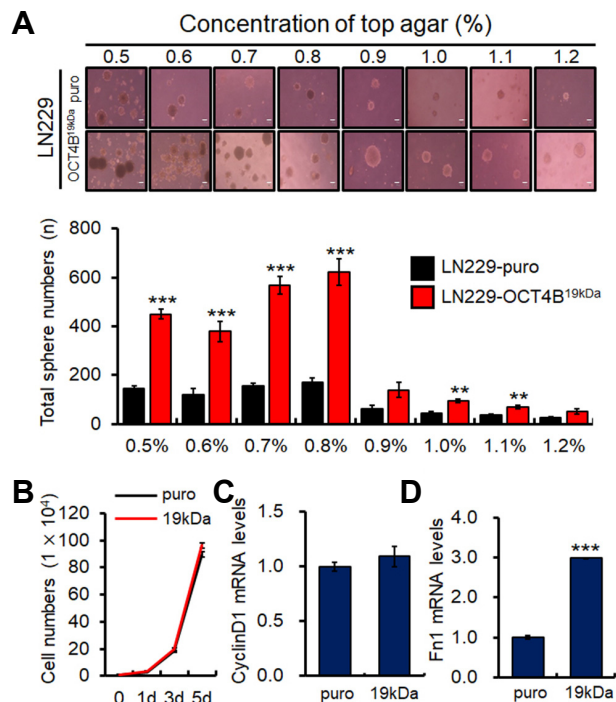 A
Concentration of top agar (%)
0.5 0.6 0.7 0.8 0.9 1.0 1.1 1.2
LN229
puro
OCT4B19kDa
Total sphere numbers (n)
800
600
400
200
0
*** *** *** *** ** **
LN229-puro
LN229-OCT4B19kDa
0.5% 0.6% 0.7% 0.8% 0.9% 1.0% 1.1% 1.2%
B
puro
19kDa
Cell numbers (1 × 10⁴)
120
100
80
60
40
20
0
0 1d 3d 5d
C
CyclinD1 mRNA levels
1.5
1.0
0.5
0.0
puro 19kDa
D
Fn1 mRNA levels
4.0
3.0
2.0
1.0
0.0
***
puro 19kDa